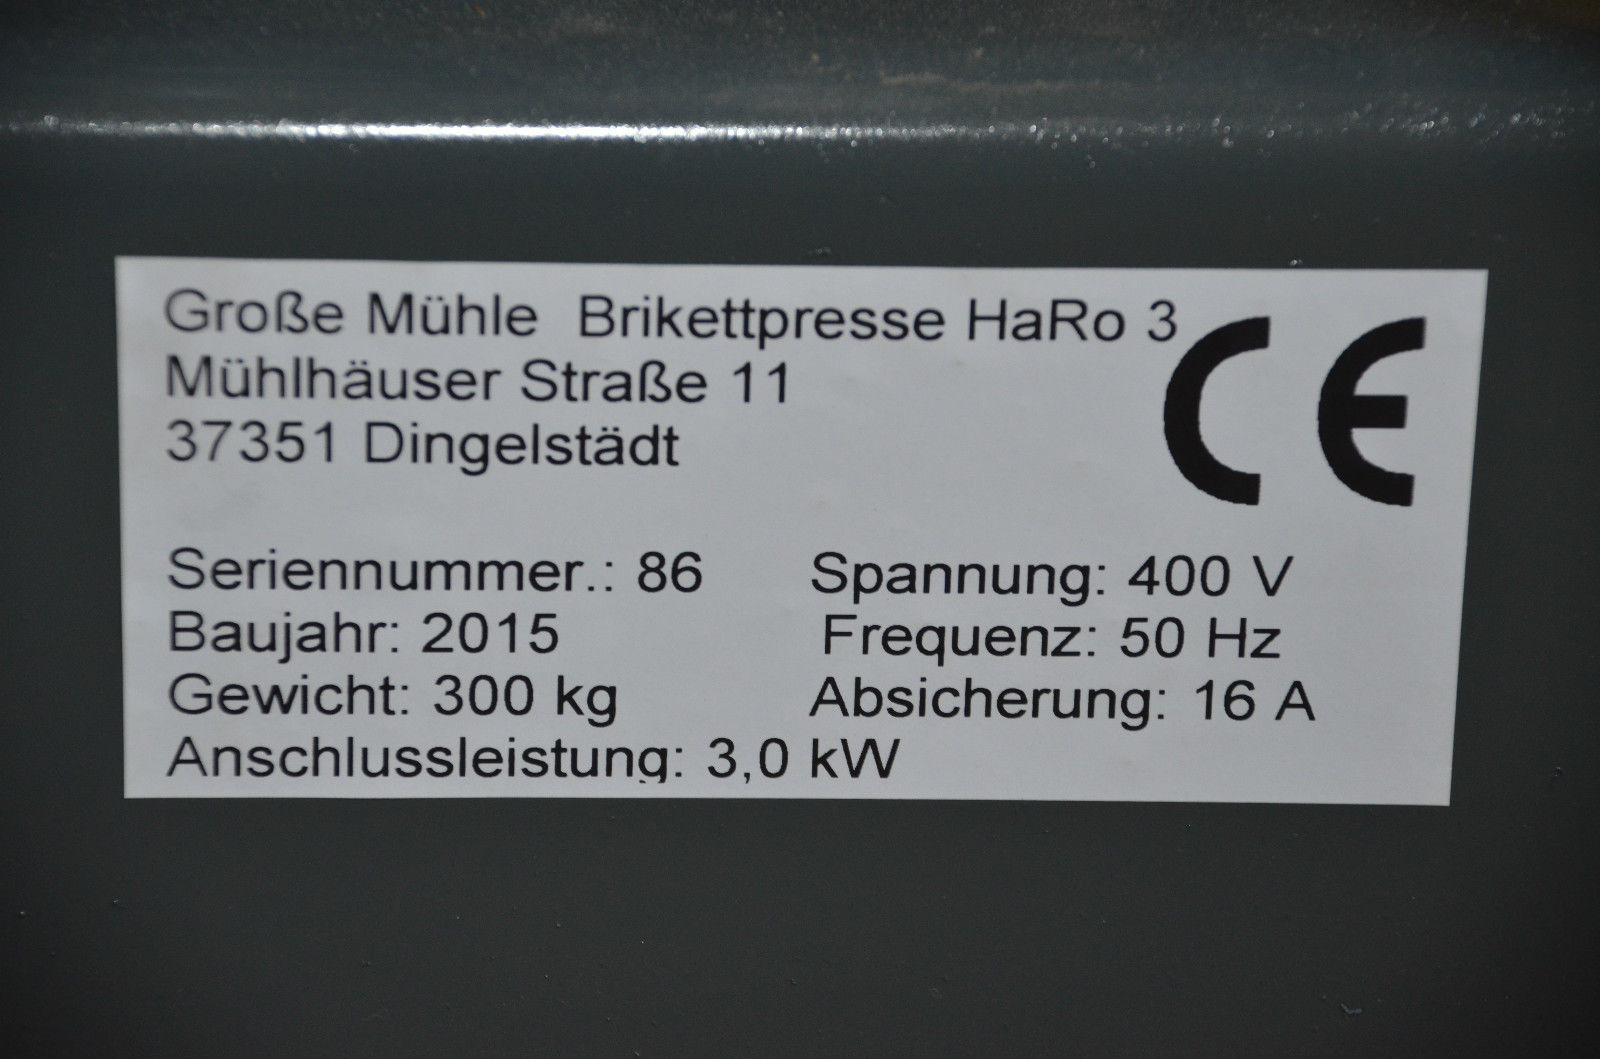 Große Mühle Brikettpresse HaRo 3
Mühlhäuser Straße 11
37351 Dingelstädt
CE
Seriennummer.: 86 Spannung: 400 V
Baujahr: 2015 Frequenz: 50 Hz
Gewicht: 300 kg Absicherung: 16 A
Anschlussleistung: 3,0 kW